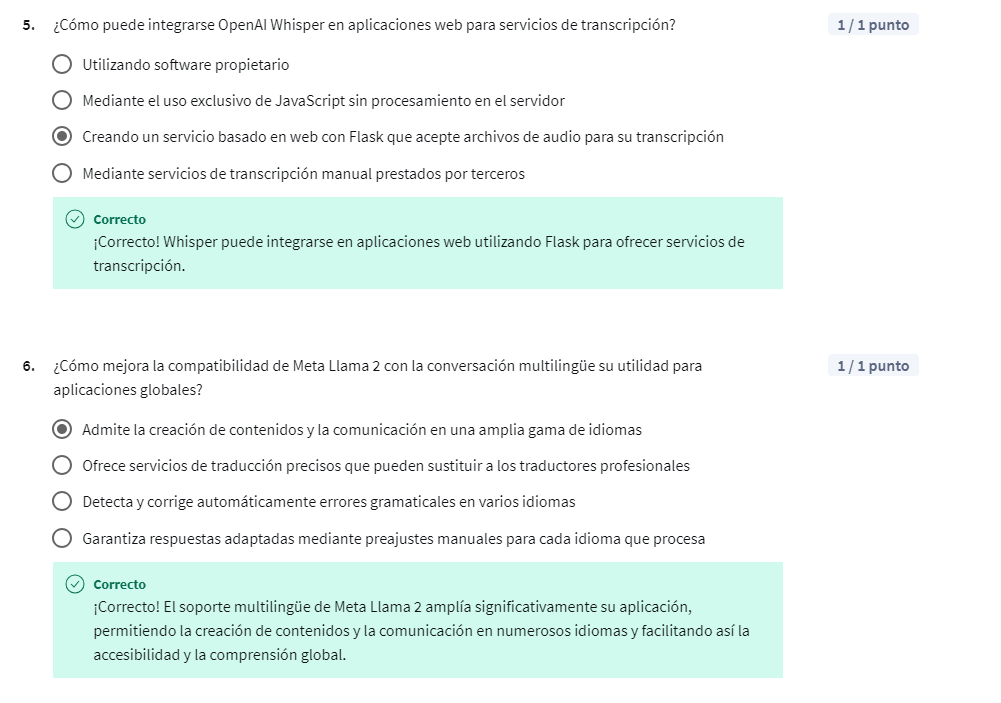 5. ¿Cómo puede integrarse OpenAI Whisper en aplicaciones web para servicios de transcripción? 1 / 1 punto
Utilizando software propietario
Mediante el uso exclusivo de JavaScript sin procesamiento en el servidor
Creando un servicio basado en web con Flask que acepte archivos de audio para su transcripción
Mediante servicios de transcripción manual prestados por terceros
Correcto
¡Correcto! Whisper puede integrarse en aplicaciones web utilizando Flask para ofrecer servicios de
transcripción.
6. ¿Cómo mejora la compatibilidad de Meta Llama 2 con la conversación multilingüe su utilidad para 1 / 1 punto
aplicaciones globales?
Admite la creación de contenidos y la comunicación en una amplia gama de idiomas
Ofrece servicios de traducción precisos que pueden sustituir a los traductores profesionales
Detecta y corrige automáticamente errores gramaticales en varios idiomas
Garantiza respuestas adaptadas mediante preajustes manuales para cada idioma que procesa
Correcto
¡Correcto! El soporte multilingüe de Meta Llama 2 amplía significativamente su aplicación,
permitiendo la creación de contenidos y la comunicación en numerosos idiomas y facilitando así la
accesibilidad y la comprensión global.